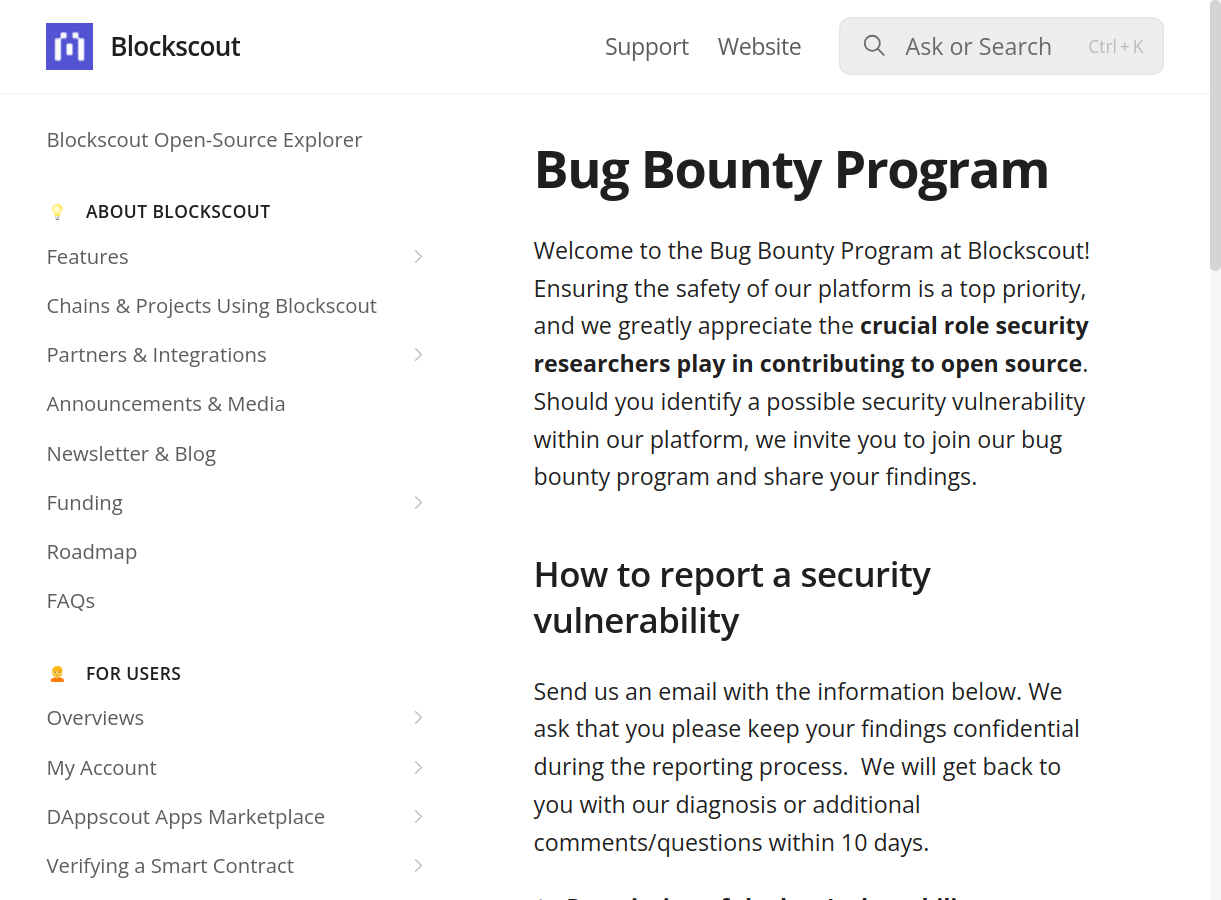 Blockscout
Support
Website
Ask or Search
Ctrl + K
Blockscout Open-Source Explorer
ABOUT BLOCKSCOUT
Features
Chains & Projects Using Blockscout
Partners & Integrations
Announcements & Media
Newsletter & Blog
Funding
Roadmap
FAQs
FOR USERS
Overviews
My Account
DAppscout Apps Marketplace
Verifying a Smart Contract
Bug Bounty Program
Welcome to the Bug Bounty Program at Blockscout!
Ensuring the safety of our platform is a top priority,
and we greatly appreciate the crucial role security
researchers play in contributing to open source.
Should you identify a possible security vulnerability
within our platform, we invite you to join our bug
bounty program and share your findings.
How to report a security
vulnerability
Send us an email with the information below. We
ask that you please keep your findings confidential
during the reporting process.  We will get back to
you with our diagnosis or additional
comments/questions within 10 days.